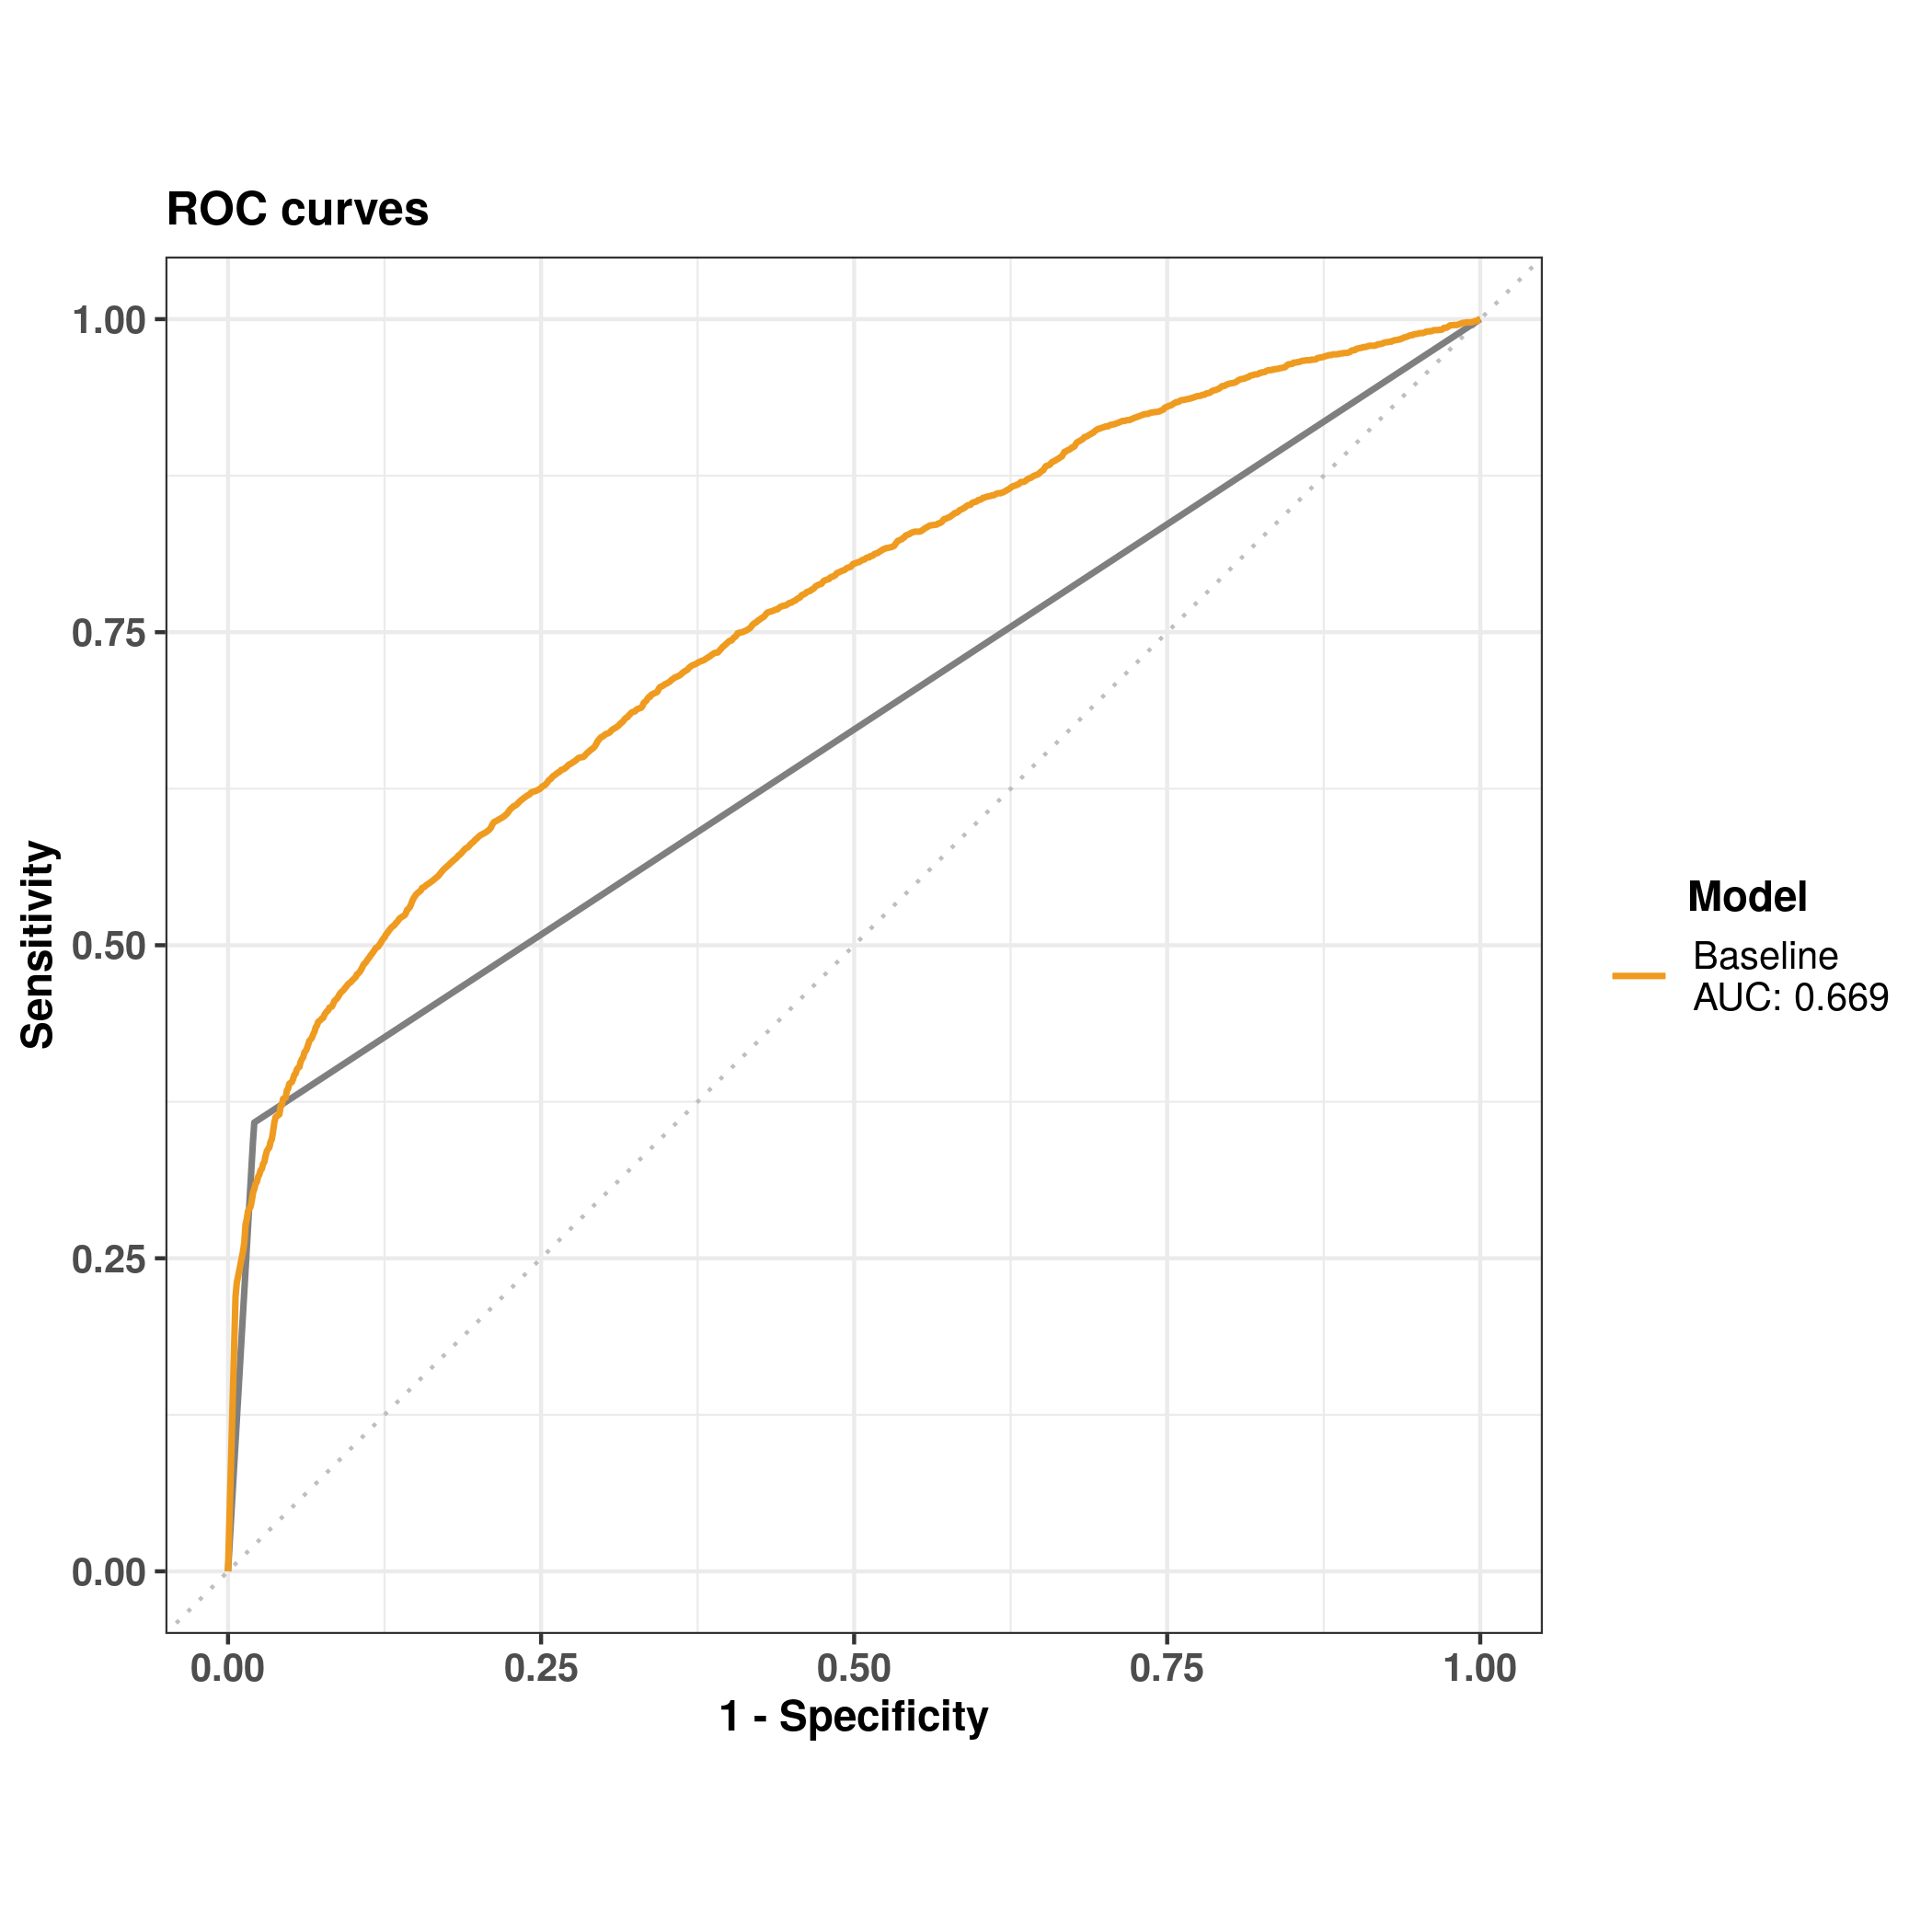 ROC curves
1.00
0.75
0.50
0.25
0.00
Sensitivity
0.00 0.25 0.50 0.75 1.00
1 - Specificity
Model
Baseline
AUC: 0.669